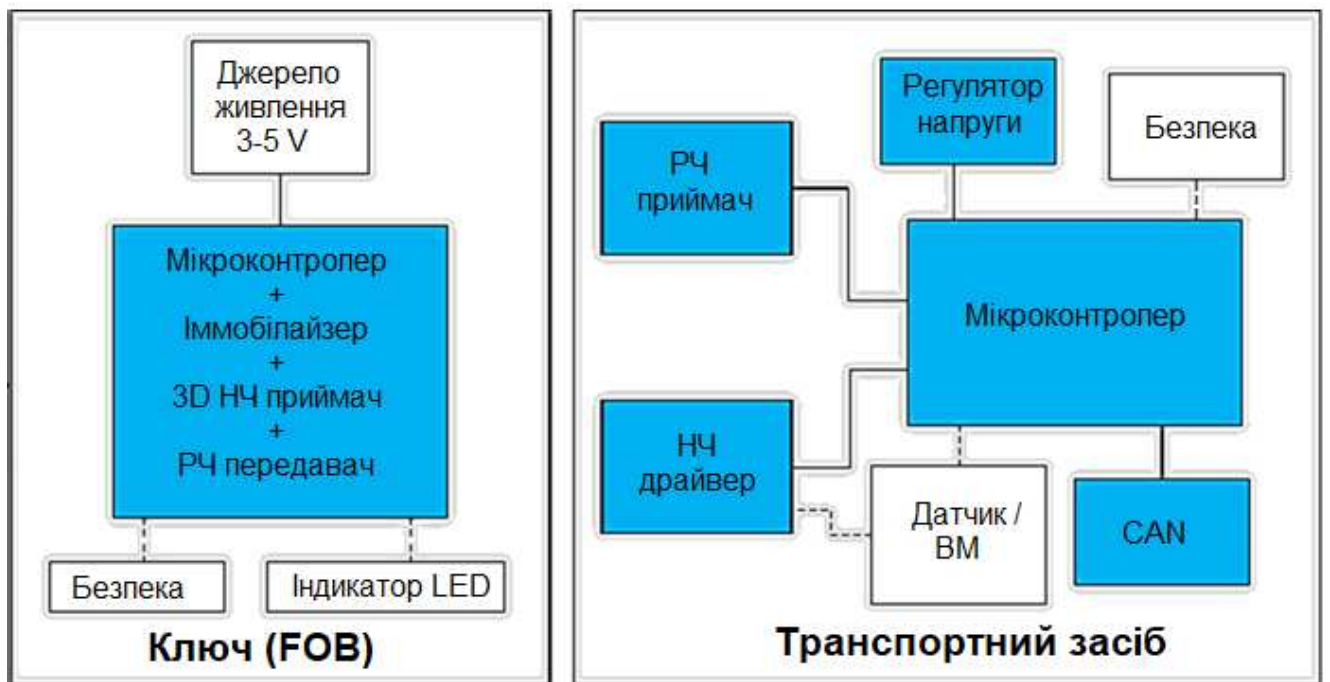 Джерело
живлення
3-5 V
Мікроконтролер
+
Іммобілайзер
+
3D НЧ приймач
+
РЧ передавач
Безпека
Індикатор LED
Ключ (FOB)
РЧ
приймач
Регулятор
напруги
Безпека
Мікроконтролер
НЧ
драйвер
Датчик /
ВМ
CAN
Транспортний засіб